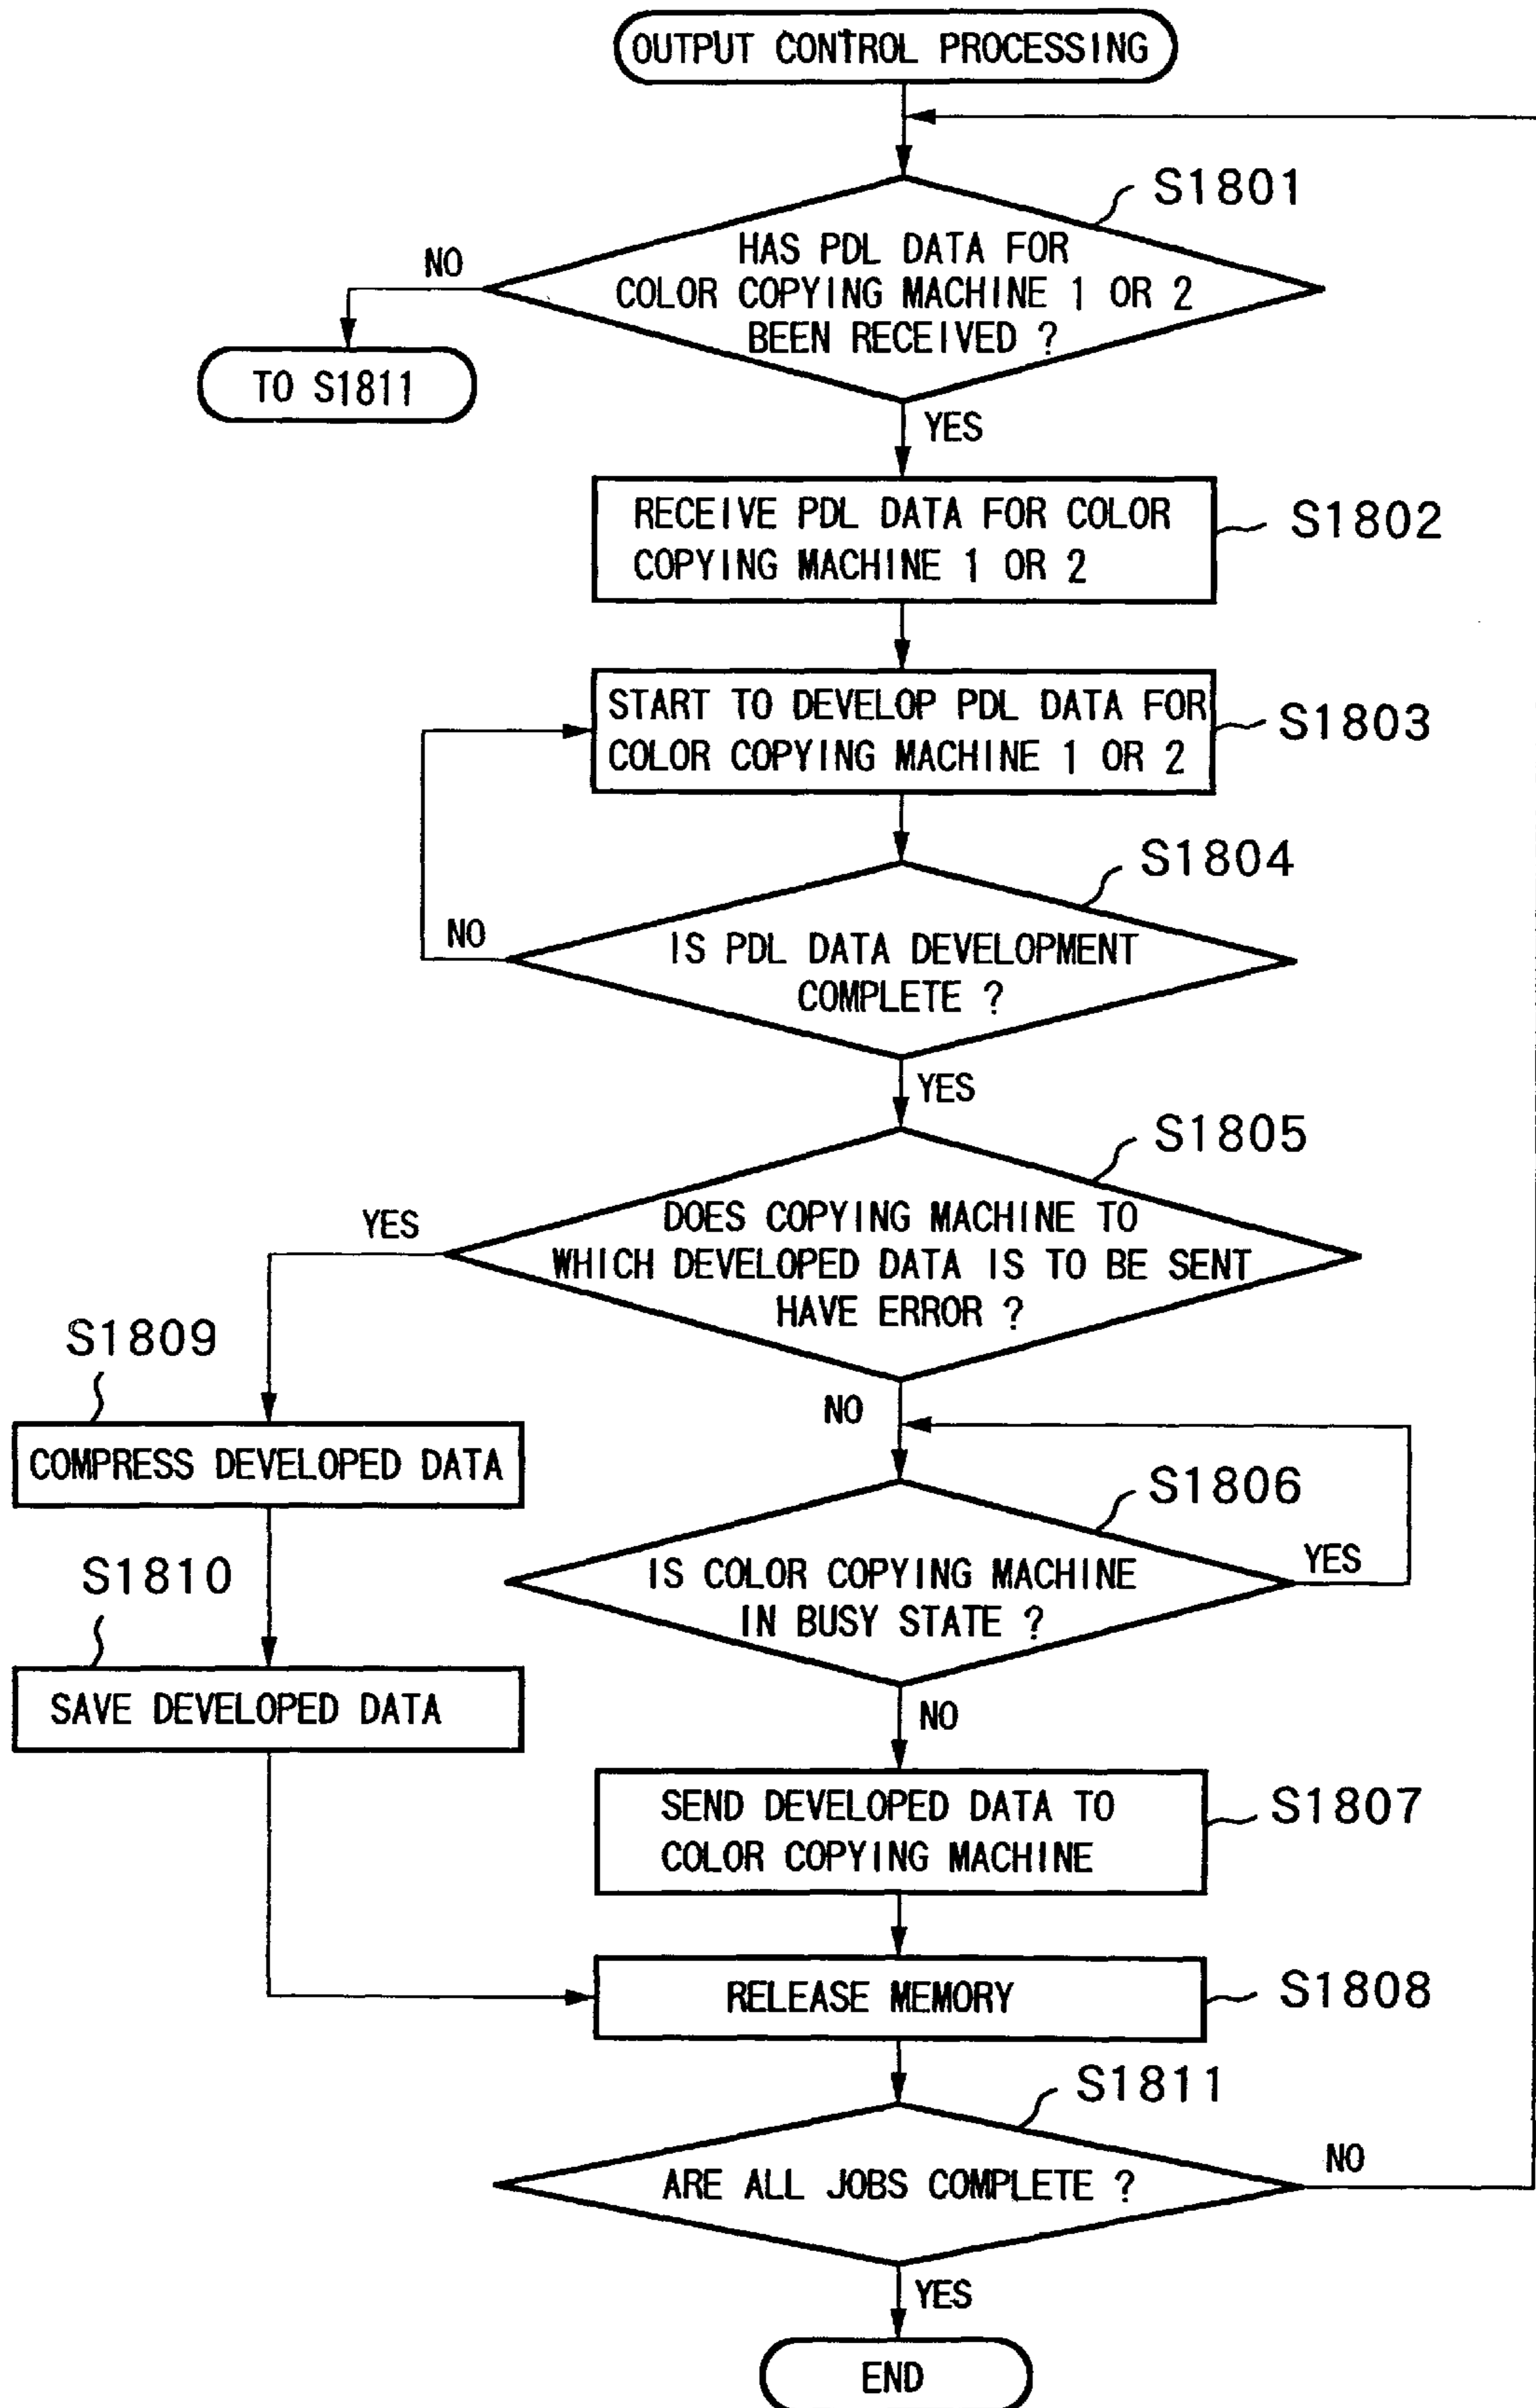 OUTPUT CONTROL PROCESSING
S1801
HAS PDL DATA FOR
COLOR COPYING MACHINE 1 OR 2
BEEN RECEIVED ?
NO
TO S1811
YES
RECEIVE PDL DATA FOR COLOR
COPYING MACHINE 1 OR 2
S1802
START TO DEVELOP PDL DATA FOR
COLOR COPYING MACHINE 1 OR 2
S1803
S1804
IS PDL DATA DEVELOPMENT
COMPLETE ?
NO
YES
S1805
DOES COPYING MACHINE TO
WHICH DEVELOPED DATA IS TO BE SENT
HAVE ERROR ?
YES
NO
S1809
COMPRESS DEVELOPED DATA
S1806
IS COLOR COPYING MACHINE
IN BUSY STATE ?
YES
S1810
SAVE DEVELOPED DATA
NO
SEND DEVELOPED DATA TO
COLOR COPYING MACHINE
S1807
RELEASE MEMORY
S1808
S1811
ARE ALL JOBS COMPLETE ?
NO
YES
END